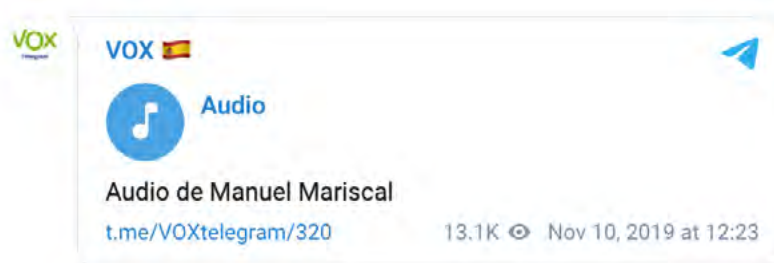 VOX
Telegram
VOX 🇪🇸
Audio
Audio de Manuel Mariscal
t.me/VOXtelegram/320 13.1K Nov 10, 2019 at 12:23